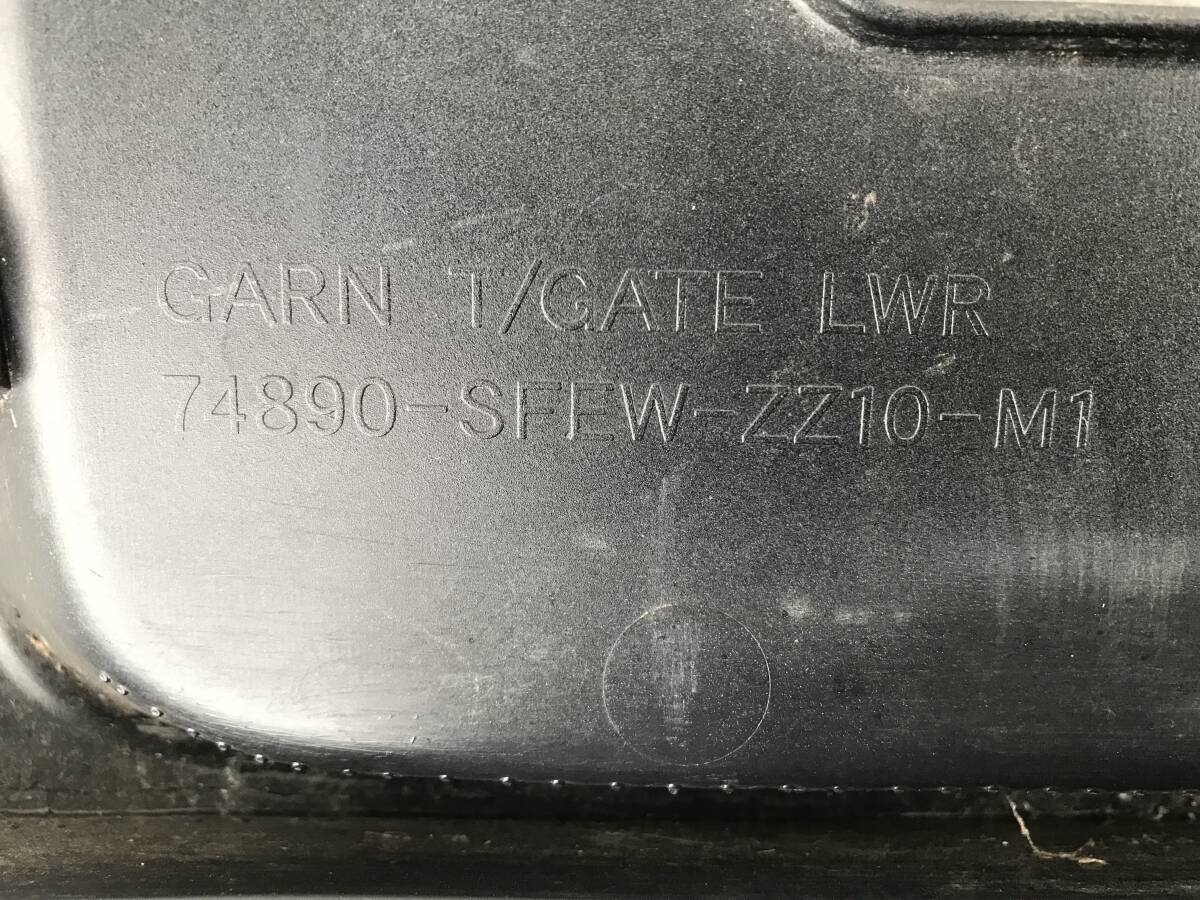 GARN T/GATE LWR
74890-SFEW-ZZ10-M1